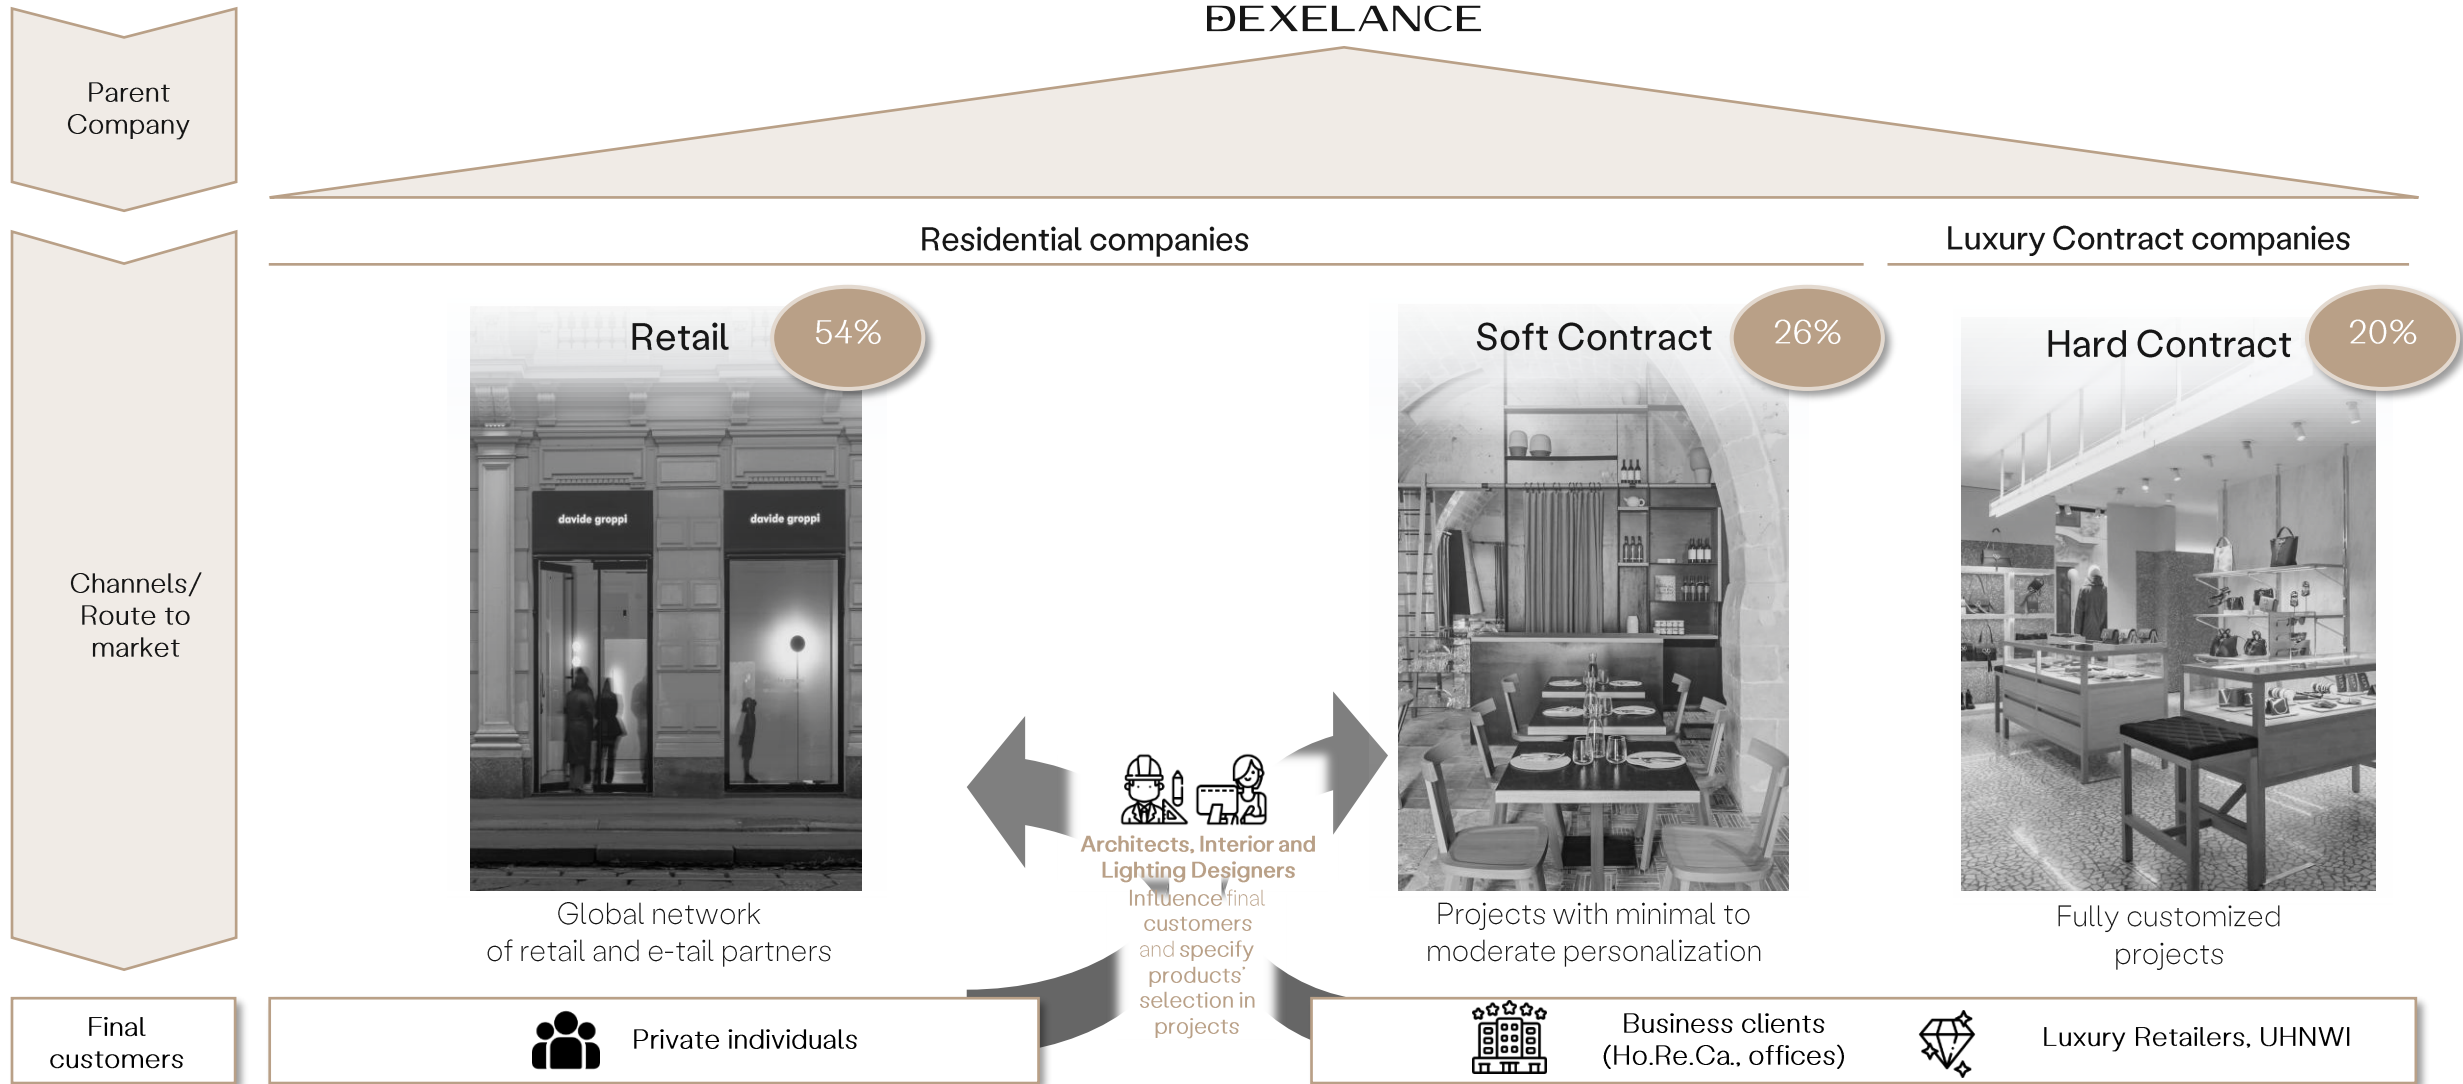 DEXELANCE
Parent
Company
Residential companies
Luxury Contract companies
Retail
54%
Soft Contract
26%
Hard Contract
20%
davide groppi
davide groppi
Channels/
Route to
market
Architects, Interior and
Lighting Designers
Influence final
customers
and specify
products'
selection in
projects
Global network
of retail and e-tail partners
Projects with minimal to
moderate personalization
Fully customized
projects
Final
customers
Private individuals
Business clients
(Ho.Re.Ca., offices)
Luxury Retailers, UHNWI